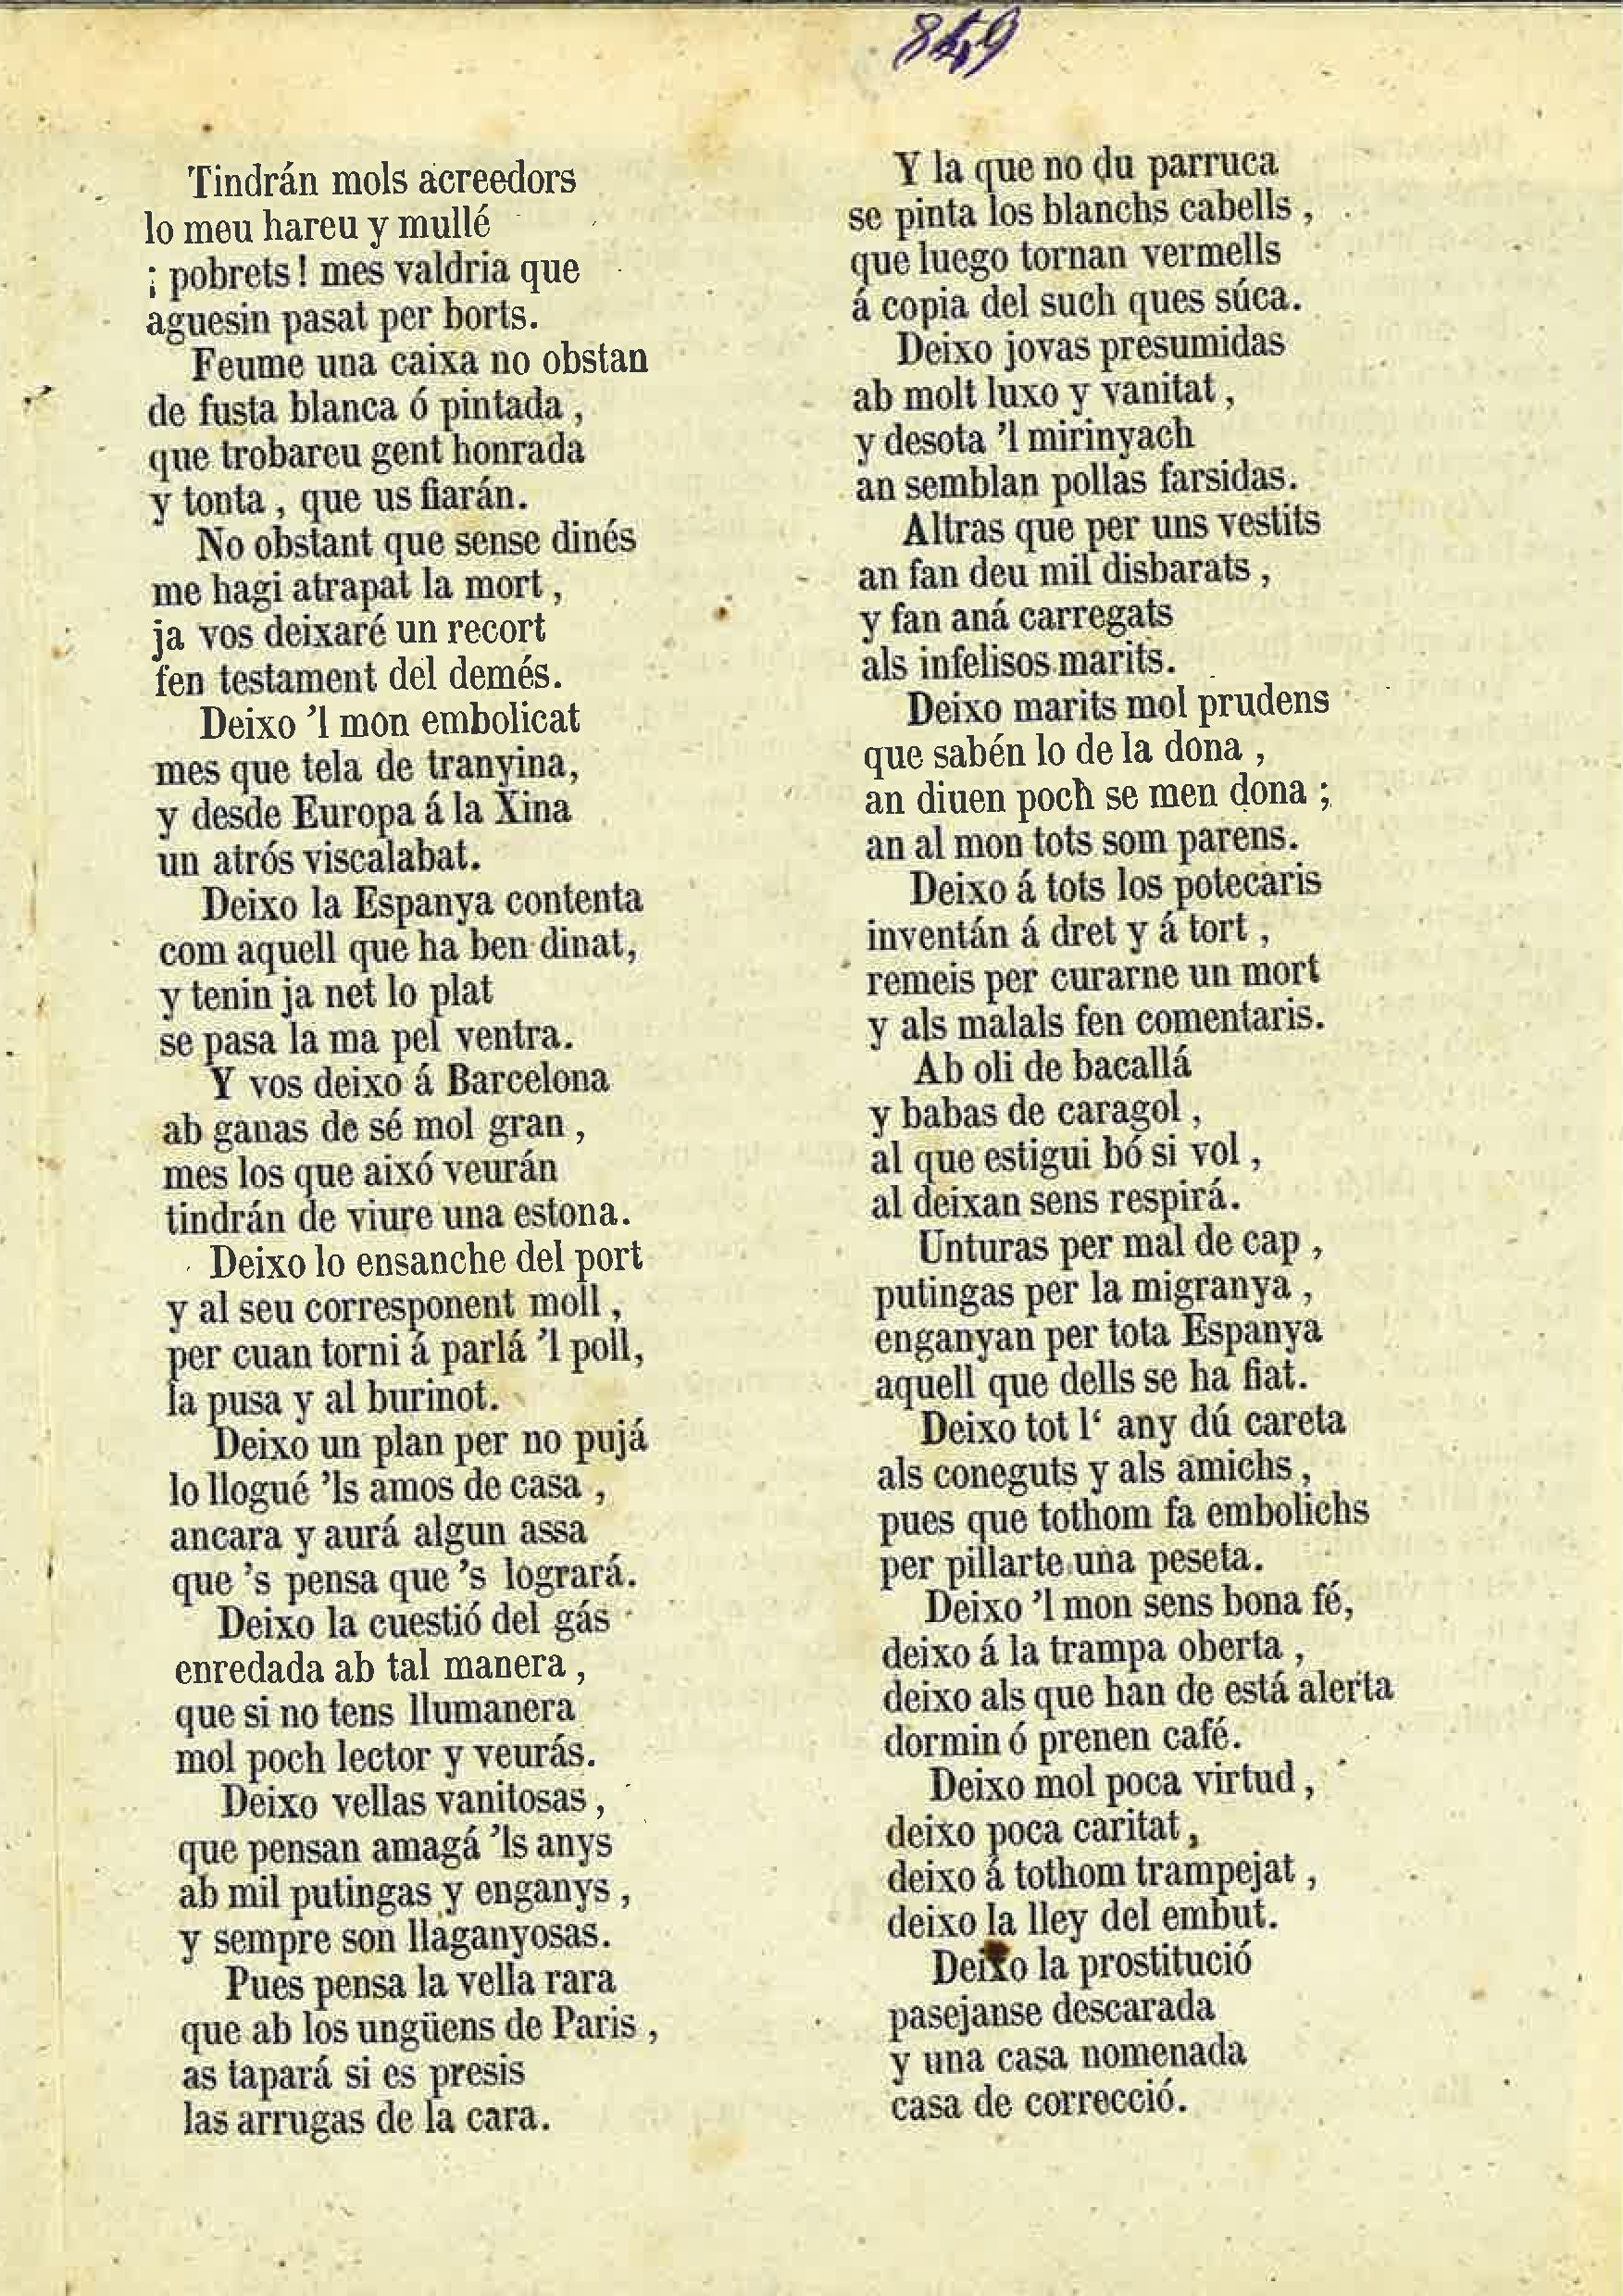 849
Tindrán mols acreedors
lo meu hareu y mullé
¡ pobrets! mes valdria que
aguesin pasat per borts.
Feume una caixa no obstan
de fusta blanca ó pintada ,
que trobareu gent honrada
y tonta , que us fiarán.
No obstant que sense dinés
me hagi atrapat la mort ,
ja vos deixaré un recort
fen testament del demés.
Deixo 'l mon embolicat
mes que tela de tranyina,
y desde Europa á la Xina
un atrós viscalabat.
Deixo la Espanya contenta
com aquell que ha ben dinat,
y tenin ja net lo plat
se pasa la ma pel ventra.
Y vos deixo á Barcelona
ab ganas de sé mol gran ,
mes los que aixó veurán
tindrán de viure una estona.
Deixo lo ensanche del port
y al seu corresponent moll ,
per cuan torni á parlá 'l poll,
la pusa y al burinot.
Deixo un plan per no pujá
lo llogué 'ls amos de casa ,
ancara y aurá algun assa
que 's pensa que 's lograrà.
Deixo la cuestió del gás
enredada ab tal manera ,
que si no tens llumanera
mol poch lector y veurás.
Deixo vellas vanitosas ,
que pensan amagá 'ls anys
ab mil putingas y enganys ,
y sempre son llaganyosas.
Pues pensa la vella rara
que ab los ungüens de Paris ,
as tapará si es presis
las arrugas de la cara.
Y la que no du parruca
se pinta los blanchs cabells ,
que luego tornan vermells
á copia del such ques súca.
Deixo jovas presumidas
ab molt luxo y vanitat ,
y desota 'l mirinyach
an semblan pollas farsidas.
Altras que per uns vestits
an fan deu mil disbarats ,
y fan aná carregats
als infelisos marits.
Deixo marits mol prudens
que sabén lo de la dona ,
an diuen poch se men dona ;
an al mon tots som parens.
Deixo á tots los potecaris
inventán á dret y á tort ,
remeis per curarne un mort
y als malals fen comentaris.
Ab oli de bacallá
y babas de caragol ,
al que estigui bó si vol ,
al deixan sens respirá.
Unturas per mal de cap ,
putingas per la migranya ,
enganyan per tota Espanya
aquell que dells se ha fiat.
Deixo tot l‘ any dú careta
als coneguts y als amichs ,
pues que tothom fa embolichs
per pillarte una peseta.
Deixo 'l mon sens bona fé,
deixo á la trampa oberta ,
deixo als que han de está alerta
dormin ó prenen café.
Deixo mol poca virtud ,
deixo poca caritat ,
deixo á tothom trampejat ,
deixo la lley del embut.
Deixo la prostitució
pasejanse descarada
y una casa nomenada
casa de correcció.